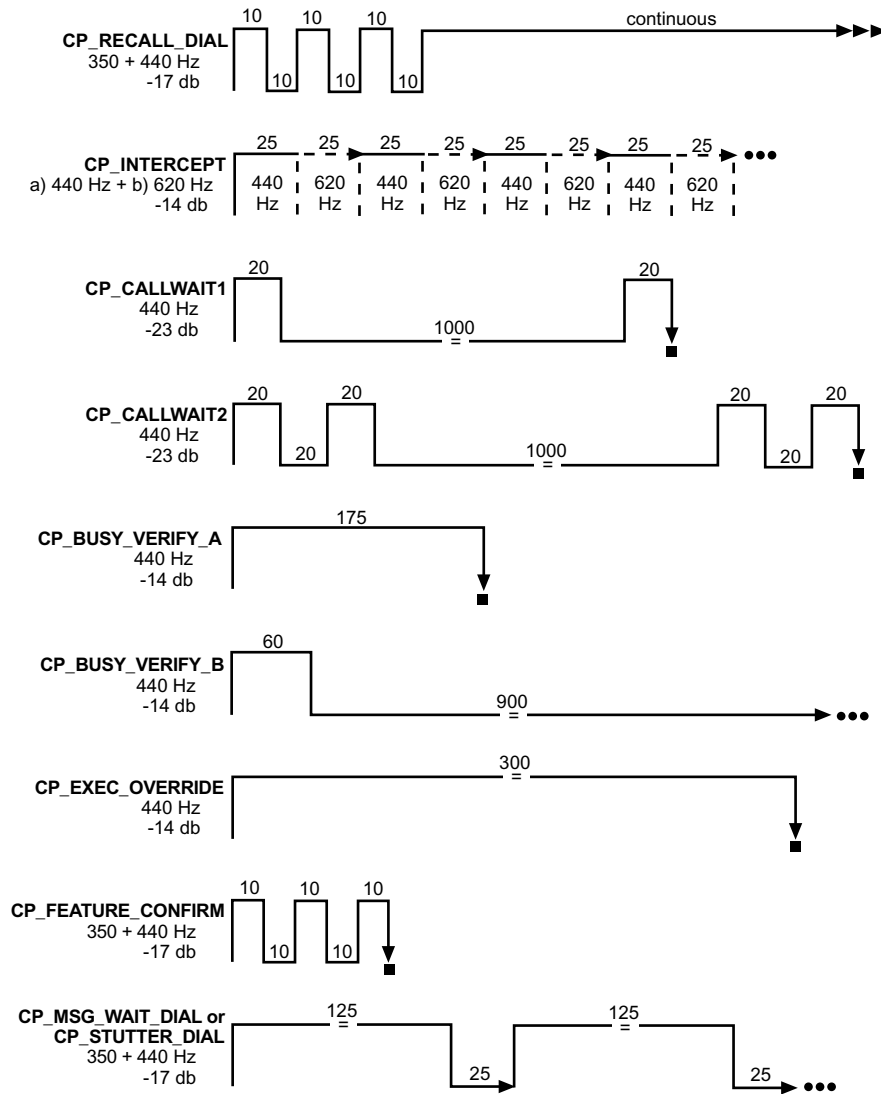 10 10 10 continuous
CP_RECALL_DIAL
350 + 440 Hz
-17 db
10 10 10
25 25 25 25 25 25 25 25
CP_INTERCEPT
a) 440 Hz + b) 620 Hz
-14 db
440 620 440 620 440 620 440 620
Hz Hz Hz Hz Hz Hz Hz Hz
20 20
CP_CALLWAIT1
440 Hz
-23 db
1000
=
20 20 20 20
CP_CALLWAIT2
440 Hz
-23 db
20 1000 20
=
175
CP_BUSY_VERIFY_A
440 Hz
-14 db
60
CP_BUSY_VERIFY_B
440 Hz
-14 db
900
=
300
=
CP_EXEC_OVERRIDE
440 Hz
-14 db
10 10 10
CP_FEATURE_CONFIRM
350 + 440 Hz
-17 db
10 10
125 125
= =
CP_MSG_WAIT_DIAL or
CP_STUTTER_DIAL
350 + 440 Hz
-17 db
25 25